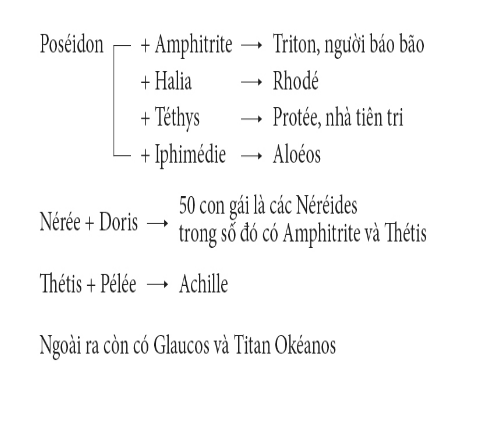 Poséidon + Amphitrite → Triton, người báo bão
+ Halia → Rhodé
+ Téthys → Protée, nhà tiên tri
+ Iphimédie → Aloéos
Nérée + Doris → 50 con gái là các Néréides
trong số đó có Amphitrite và Thétis
Thétis + Pélée → Achille
Ngoài ra còn có Glaucos và Titan Okéanos